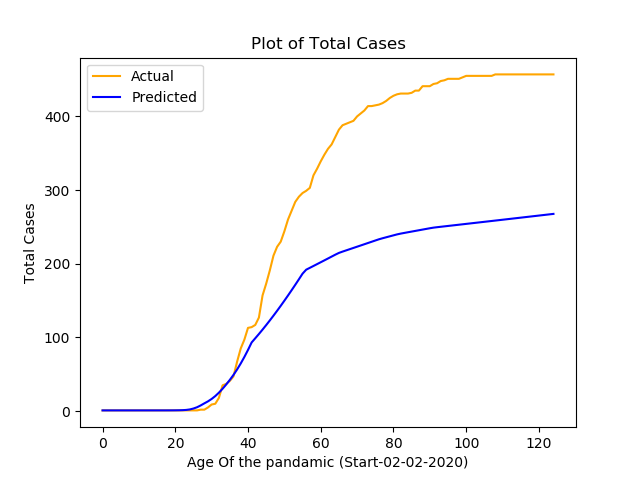 Plot of Total Cases
Actual
Predicted
400
300
200
100
0
Total Cases
0 20 40 60 80 100 120
Age Of the pandamic (Start-02-02-2020)